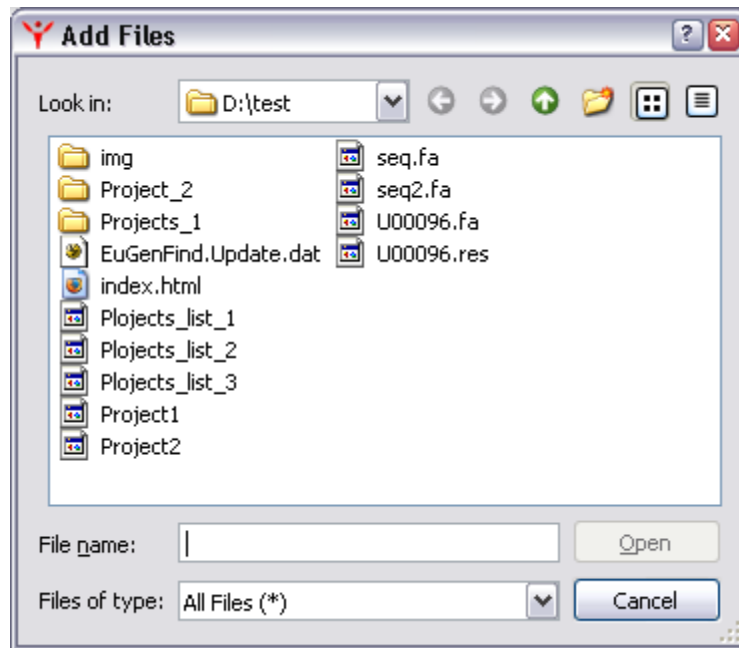 Add Files
Look in: D:\test
img
Project_2
Projects_1
EuGenFind.Update.dat
index.html
Plojects_list_1
Plojects_list_2
Plojects_list_3
Project1
Project2
seq.fa
seq2.fa
U00096.fa
U00096.res
File name: Open
Files of type: All Files (*) Cancel